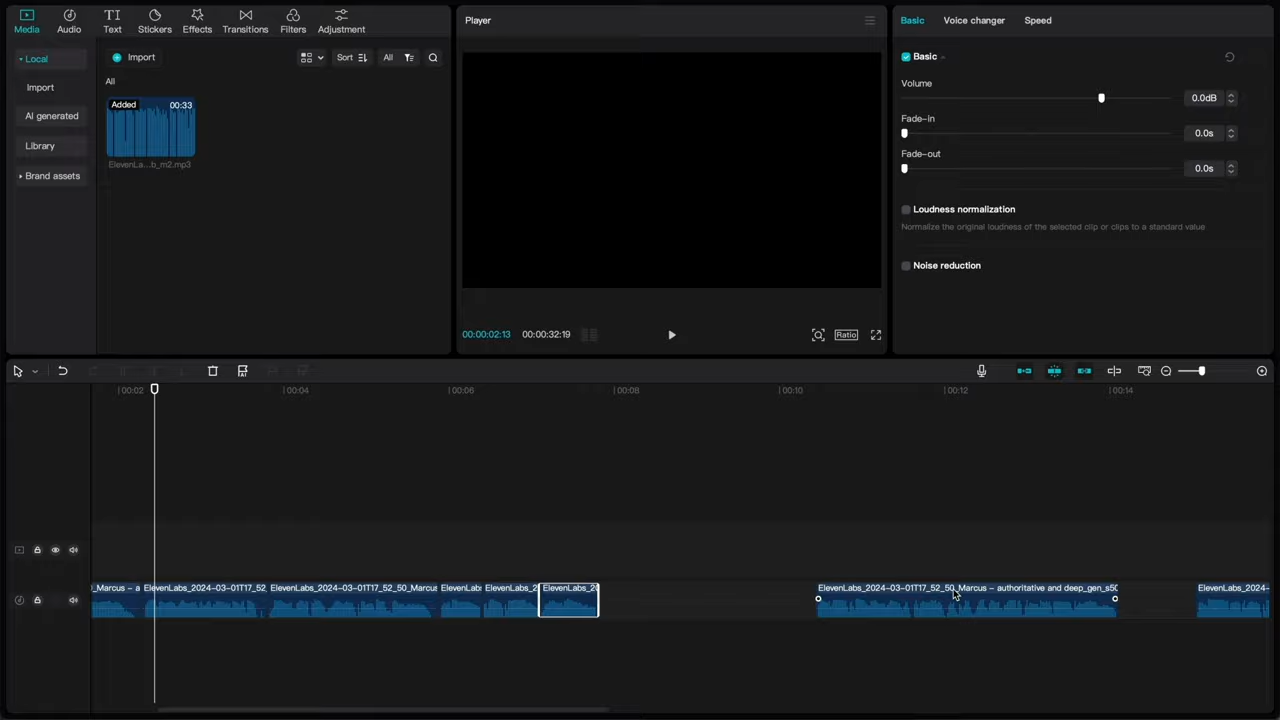 Media Audio Text Stickers Effects Transitions Filters Adjustment
Local
Import
AI generated
Library
Brand assets
Import
Sort
All
All
Added 00:33
ElevenLa...b_m2.mp3
Player
00:00:02:13 00:00:32:19
Ratio
Basic Voice changer Speed
Basic
Volume
0.0dB
Fade-in
0.0s
Fade-out
0.0s
Loudness normalization
Normalize the original loudness of the selected clip or clips to a standard value
Noise reduction
00:02 00:04 00:06 00:08 00:10 00:12 00:14
)_Marcus – a ElevenLabs_2024-03-01T17_52_ ElevenLabs_2024-03-01T17_52_50_Marcus ElevenLabs ElevenLabs_2 ElevenLabs_20 ElevenLabs_2024-03-01T17_52_50_Marcus – authoritative and deep_gen_s50 ElevenLabs_2024-